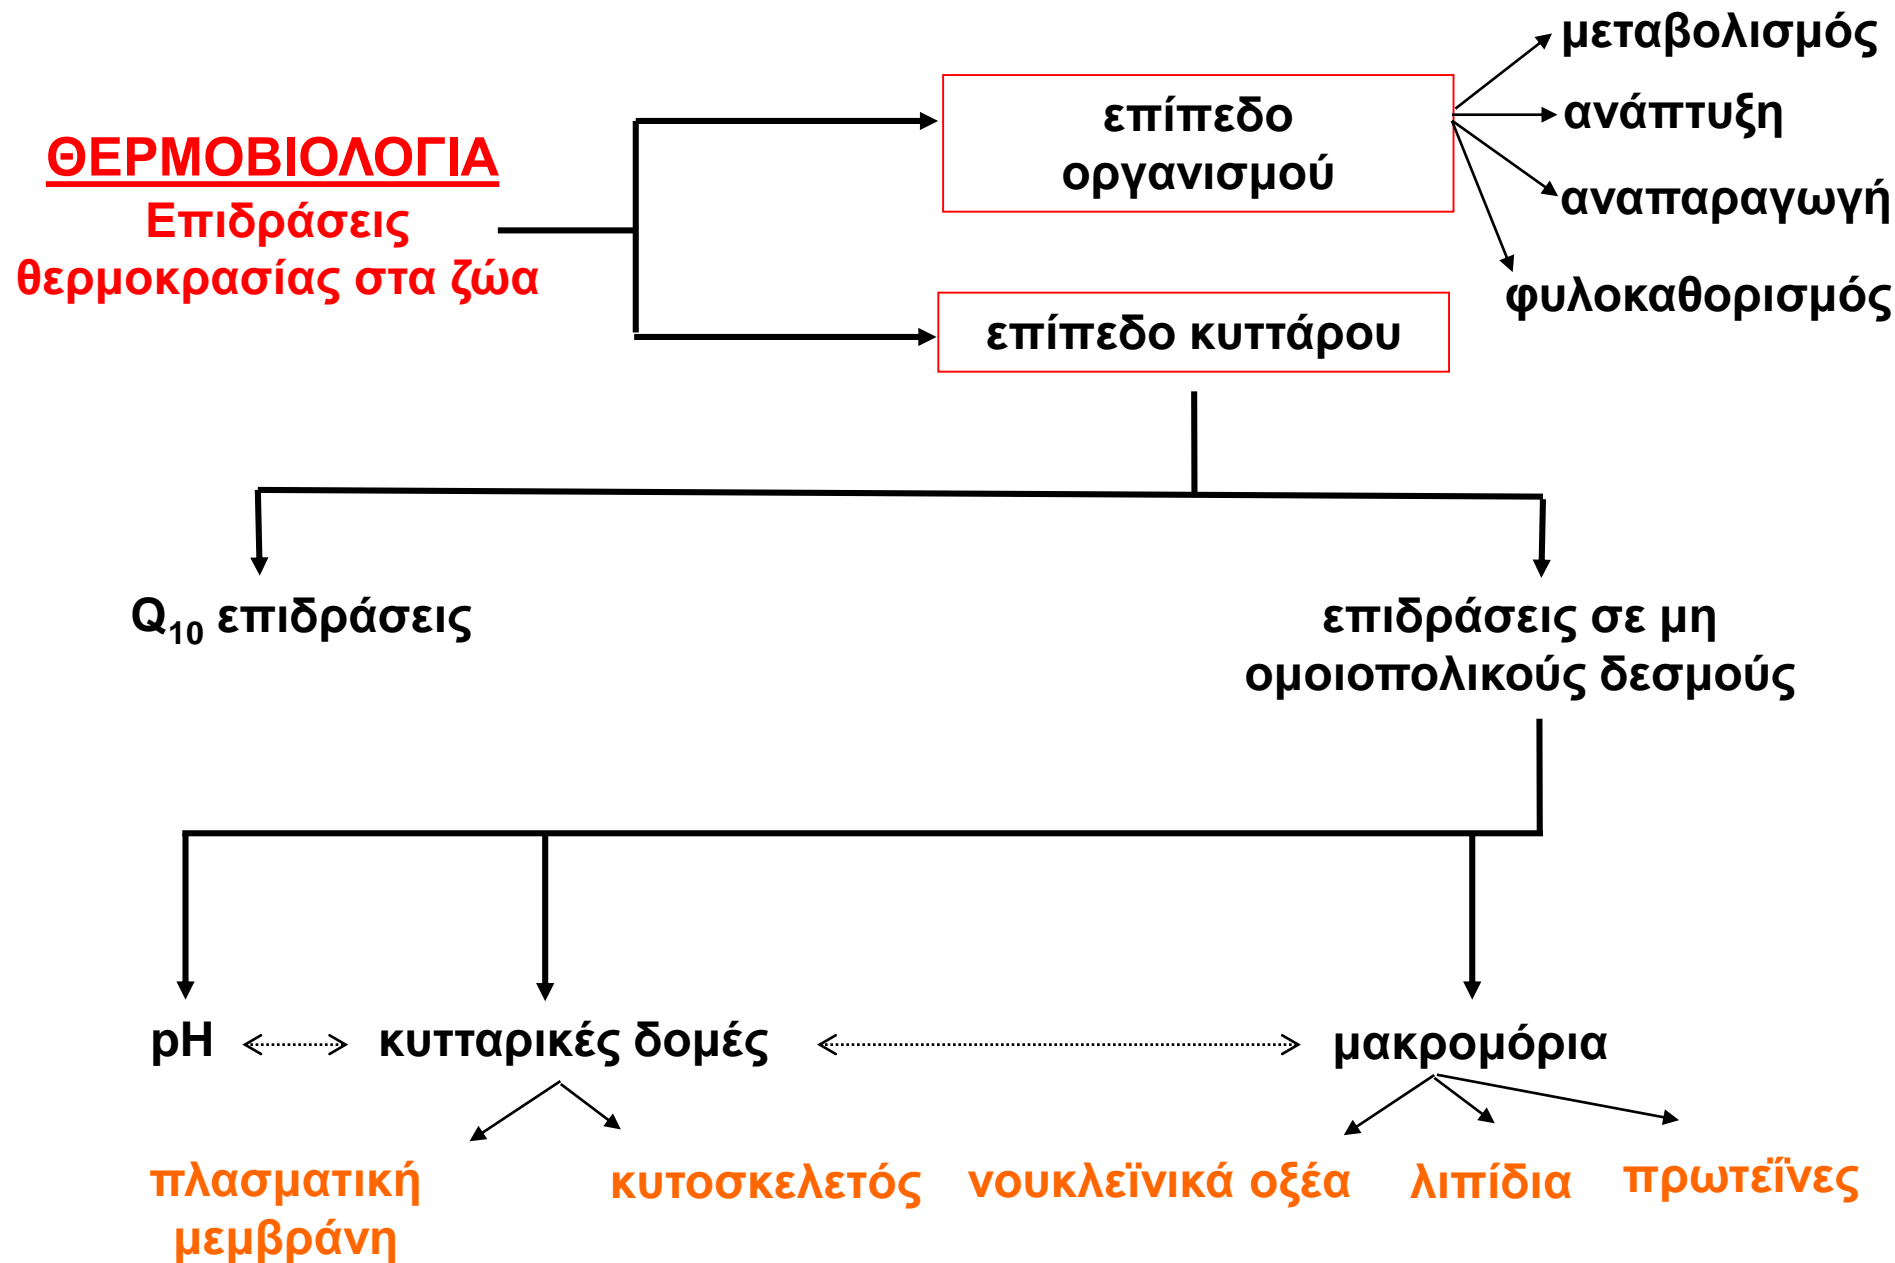 ΘΕΡΜΟΒΙΟΛΟΓΙΑ
Επιδράσεις
θερμοκρασίας στα ζώα
επίπεδο
οργανισμού
μεταβολισμός
ανάπτυξη
αναπαραγωγή
φυλοκαθορισμός
επίπεδο κυττάρου
Q₁₀ επιδράσεις
επιδράσεις σε μη
ομοιοπολικούς δεσμούς
pH
κυτταρικές δομές
μακρομόρια
πλασματική
μεμβράνη
κυτοσκελετός
νουκλεϊνικά οξέα
λιπίδια
πρωτεΐνες